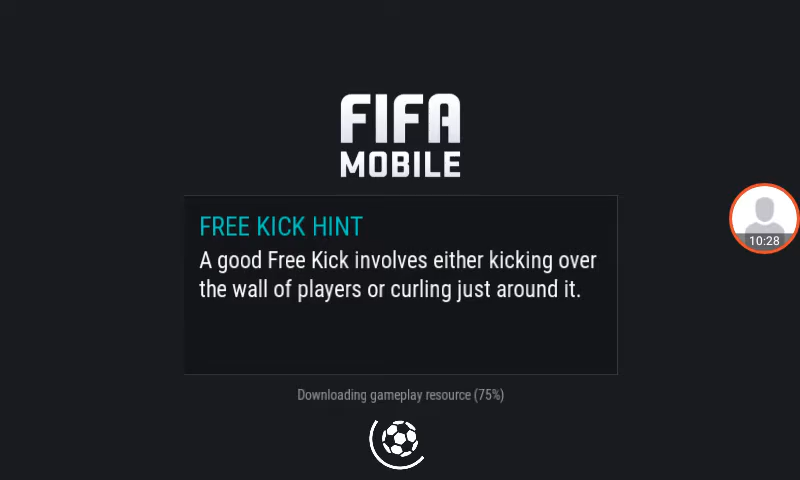 FIFA
MOBILE
FREE KICK HINT
A good Free Kick involves either kicking over
the wall of players or curling just around it.
10:28
Downloading gameplay resource (75%)